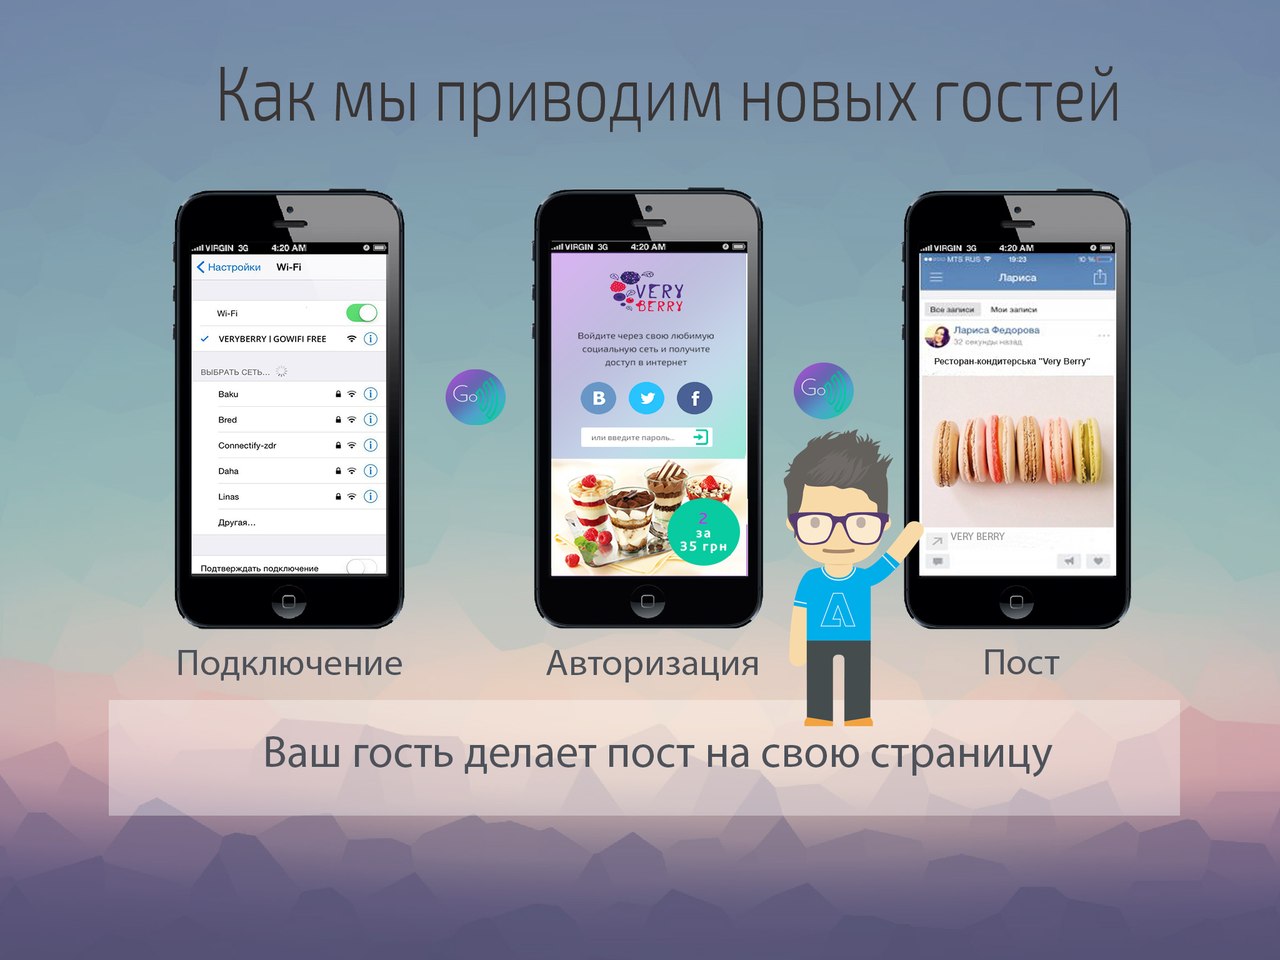 Как мы приводим новых гостей
VIRGIN 3G 4:20 AM
Настройки Wi-Fi
Wi-Fi
VERYBERRY I GOWIFI FREE
ВЫБРАТЬ СЕТЬ...
Baku
Bred
Connectify-zdr
Daha
Linas
Другая...
Подтверждать подключение
Подключение
Go
VIRGIN 3G 4:20 AM
VERY
BERRY
Войдите через свою любимую
социальную сеть и получите
доступ в интернет
B f
или введите пароль...
2
за
35 грн
Авторизация
Go
A
VIRGIN 3G 4:20 AM
MTS RUS 19:23 10 %
Лариса
Все записи Мои записи
Лариса Федорова
32 секунды назад
Ресторан-кондитерська "Very Berry"
VERY BERRY
Пост
Ваш гость делает пост на свою страницу